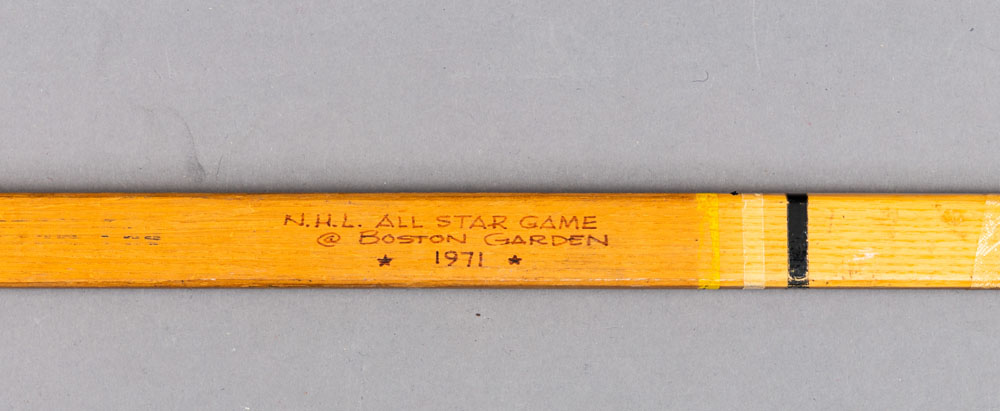 N.H.L. ALL STAR GAME
@ BOSTON GARDEN
★ 1971 ★